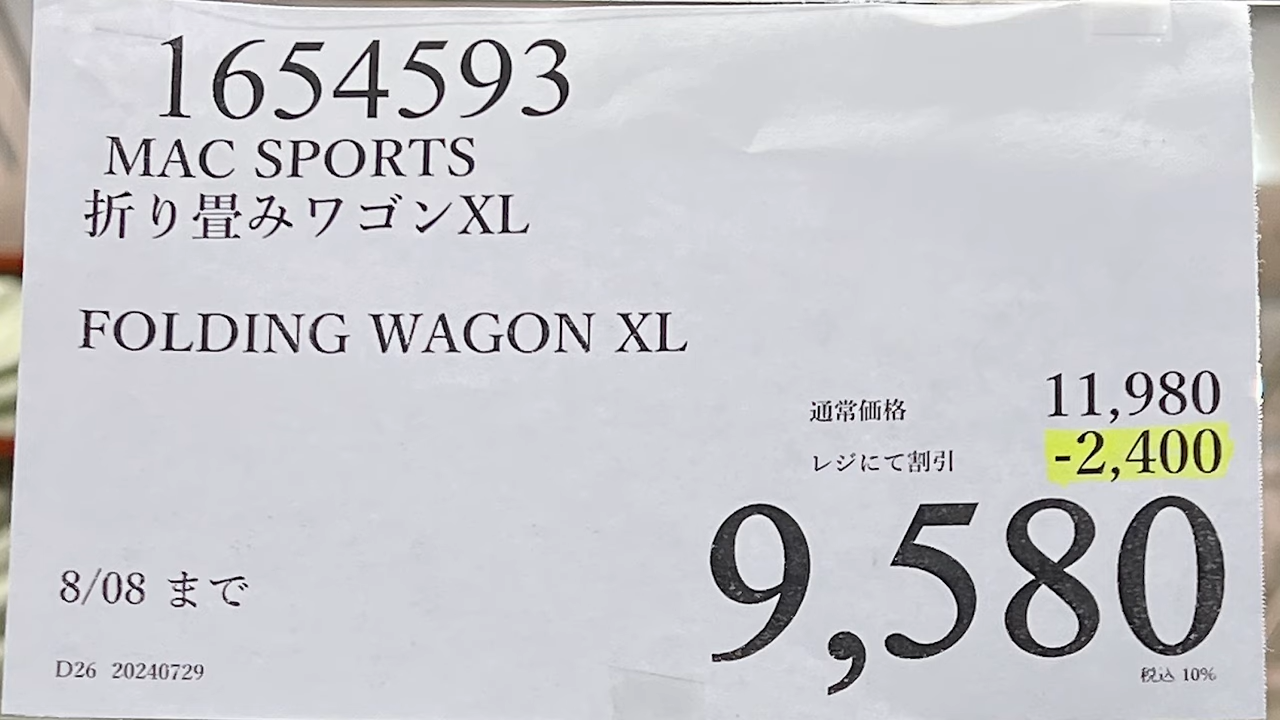 1654593
MAC SPORTS
折り畳みワゴンXL
FOLDING WAGON XL
通常価格 11,980
レジにて割引 -2,400
9,580
8/08 まで
税込 10%
D26 20240729